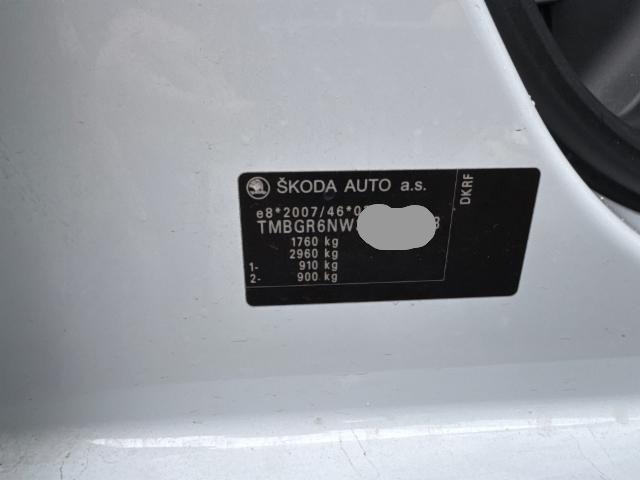 ŠKODA AUTO a.s.
e8*2007/46*0
TMBGR6NW
1760 kg
2960 kg
1- 910 kg
2- 900 kg
DKRF